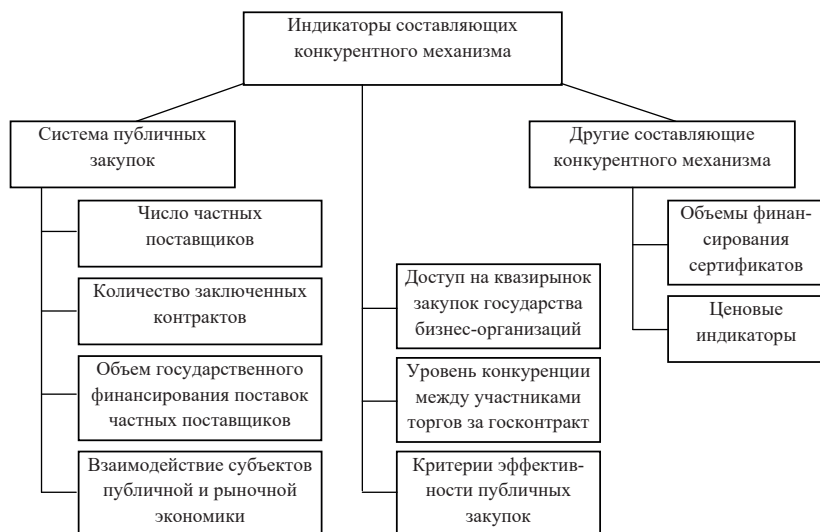 Индикаторы составляющих
конкурентного механизма
Система публичных
закупок
Число частных
поставщиков
Количество заключенных
контрактов
Объем государственного
финансирования поставок
частных поставщиков
Взаимодействие субъектов
публичной и рыночной
экономики
Доступ на квазирынок
закупок государства
бизнес-организаций
Уровень конкуренции
между участниками
торгов за госконтракт
Критерии эффектив-
ности публичных
закупок
Другие составляющие
конкурентного механизма
Объемы финан-
сирования
сертификатов
Ценовые
индикаторы